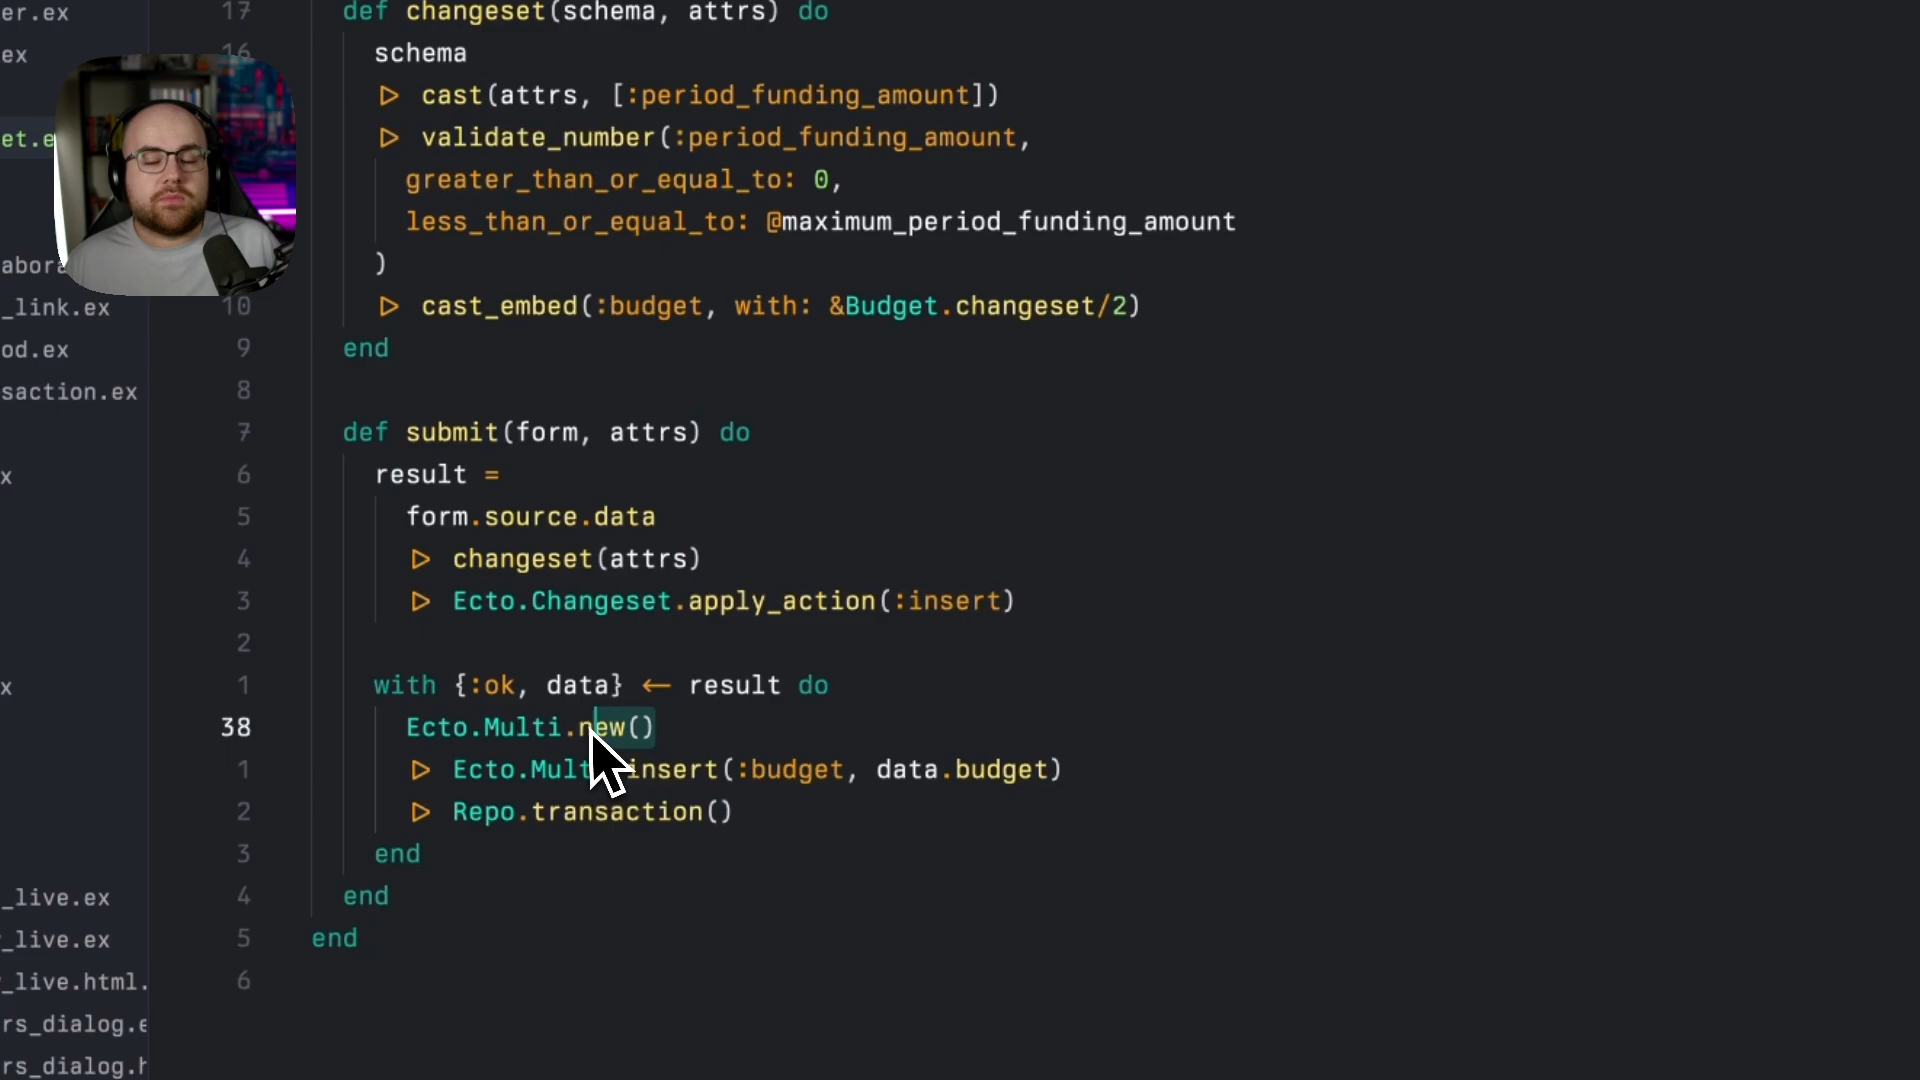 er.ex
17 def changeset(schema, attrs) do
ex
16 schema
|> cast(attrs, [:period_funding_amount])
|> validate_number(:period_funding_amount,
greater_than_or_equal_to: 0,
less_than_or_equal_to: @maximum_period_funding_amount
)
_link.ex
10 |> cast_embed(:budget, with: &Budget.changeset/2)
od.ex
9 end
saction.ex
8
7 def submit(form, attrs) do
x
6 result =
5 form.source.data
4 |> changeset(attrs)
3 |> Ecto.Changeset.apply_action(:insert)
2
x
1 with {:ok, data} <- result do
38 Ecto.Multi.new()
1 |> Ecto.Mult insert(:budget, data.budget)
2 |> Repo.transaction()
3 end
_live.ex
4 end
_live.ex
5 end
_live.html.
6
rs_dialog.e
rs_dialog.h